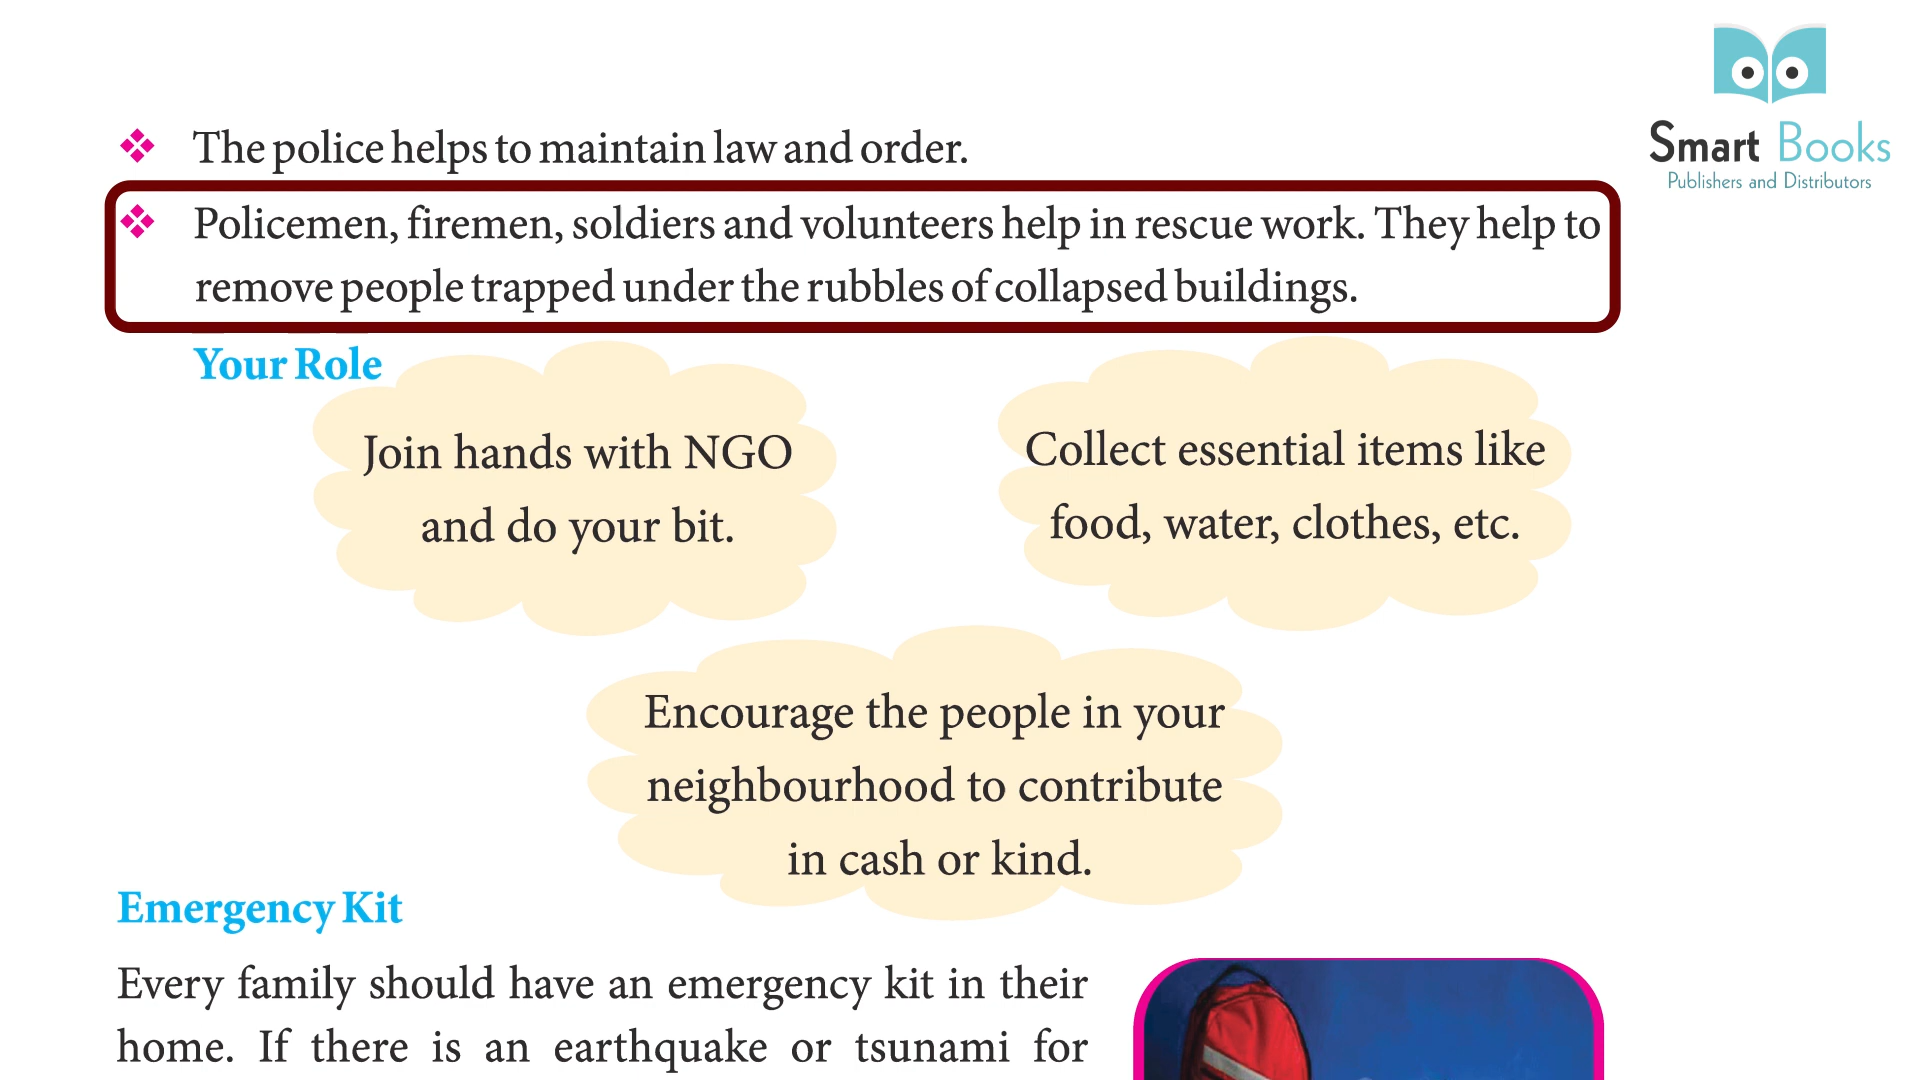 Smart Books
Publishers and Distributors
The police helps to maintain law and order.
Policemen, firemen, soldiers and volunteers help in rescue work. They help to
remove people trapped under the rubbles of collapsed buildings.
Your Role
Join hands with NGO
and do your bit.
Collect essential items like
food, water, clothes, etc.
Encourage the people in your
neighbourhood to contribute
in cash or kind.
Emergency Kit
Every family should have an emergency kit in their
home. If there is an earthquake or tsunami for